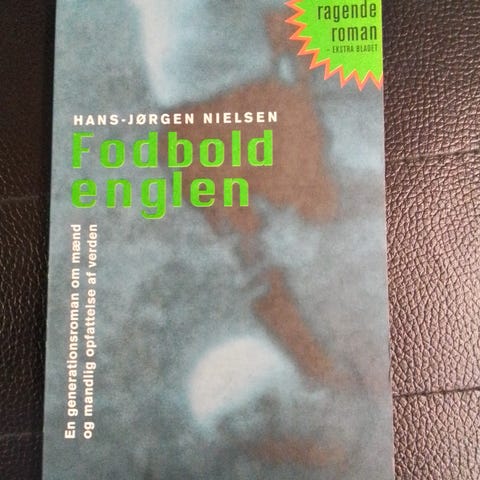 ragende
roman
- EKSTRA BLADET
HANS-JØRGEN NIELSEN
Fodbold
englen
En generationsroman om mænd
og mandlig opfattelse af verden